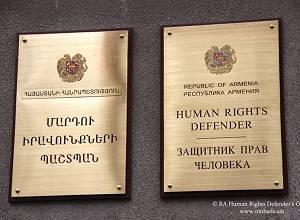 ՀԱՅԱՍՏԱՆԻ ՀԱՆՐԱՊԵՏՈՒԹՅՈՒՆ
ՄԱՐԴՈՒ
ԻՐԱՎՈՒՆՔՆԵՐԻ
ՊԱՇՏՊԱՆ
REPUBLIC OF ARMENIA
РЕСПУБЛИКА АРМЕНИЯ
HUMAN RIGHTS
DEFENDER
ЗАЩИТНИК ПРАВ
ЧЕЛОВЕКА
© RA Human Rights Defender's O
www.ombuds.am